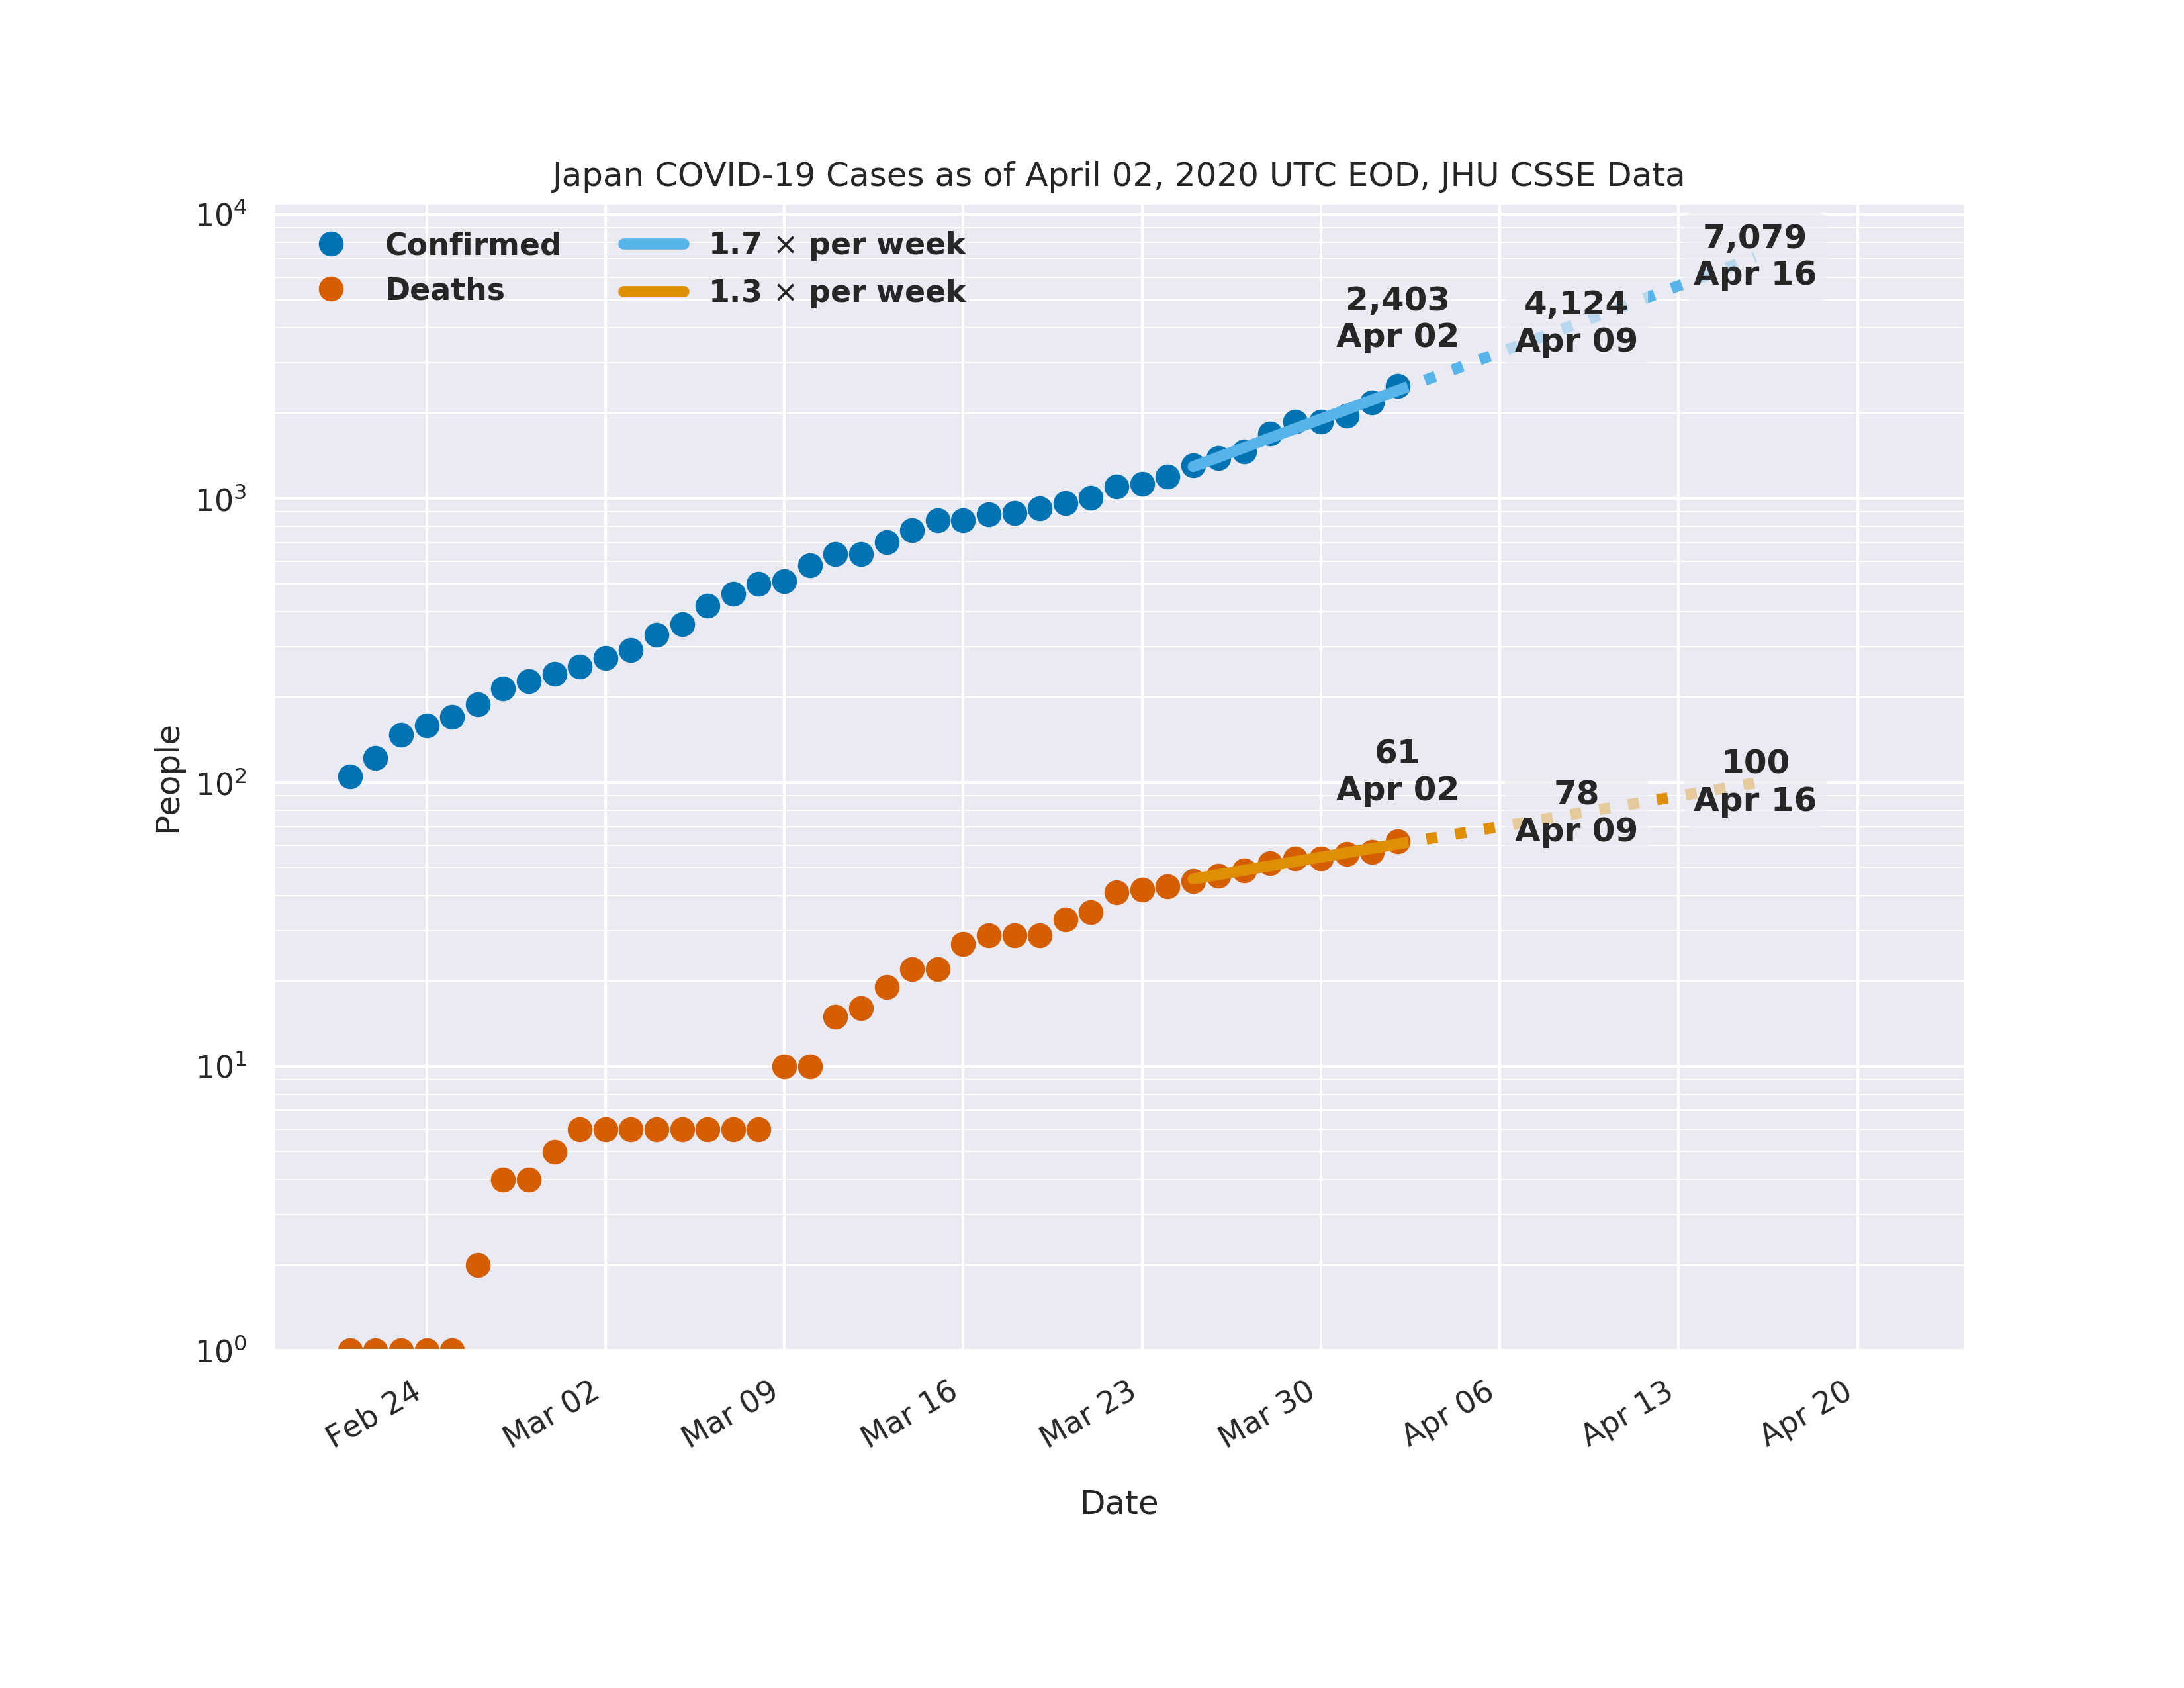 Japan COVID-19 Cases as of April 02, 2020 UTC EOD, JHU CSSE Data
10⁴
10³
10²
10¹
10⁰
People
Confirmed
Deaths
1.7 × per week
1.3 × per week
2,403
Apr 02
4,124
Apr 09
7,079
Apr 16
61
Apr 02
78
Apr 09
100
Apr 16
Feb 24
Mar 02
Mar 09
Mar 16
Mar 23
Mar 30
Apr 06
Apr 13
Apr 20
Date